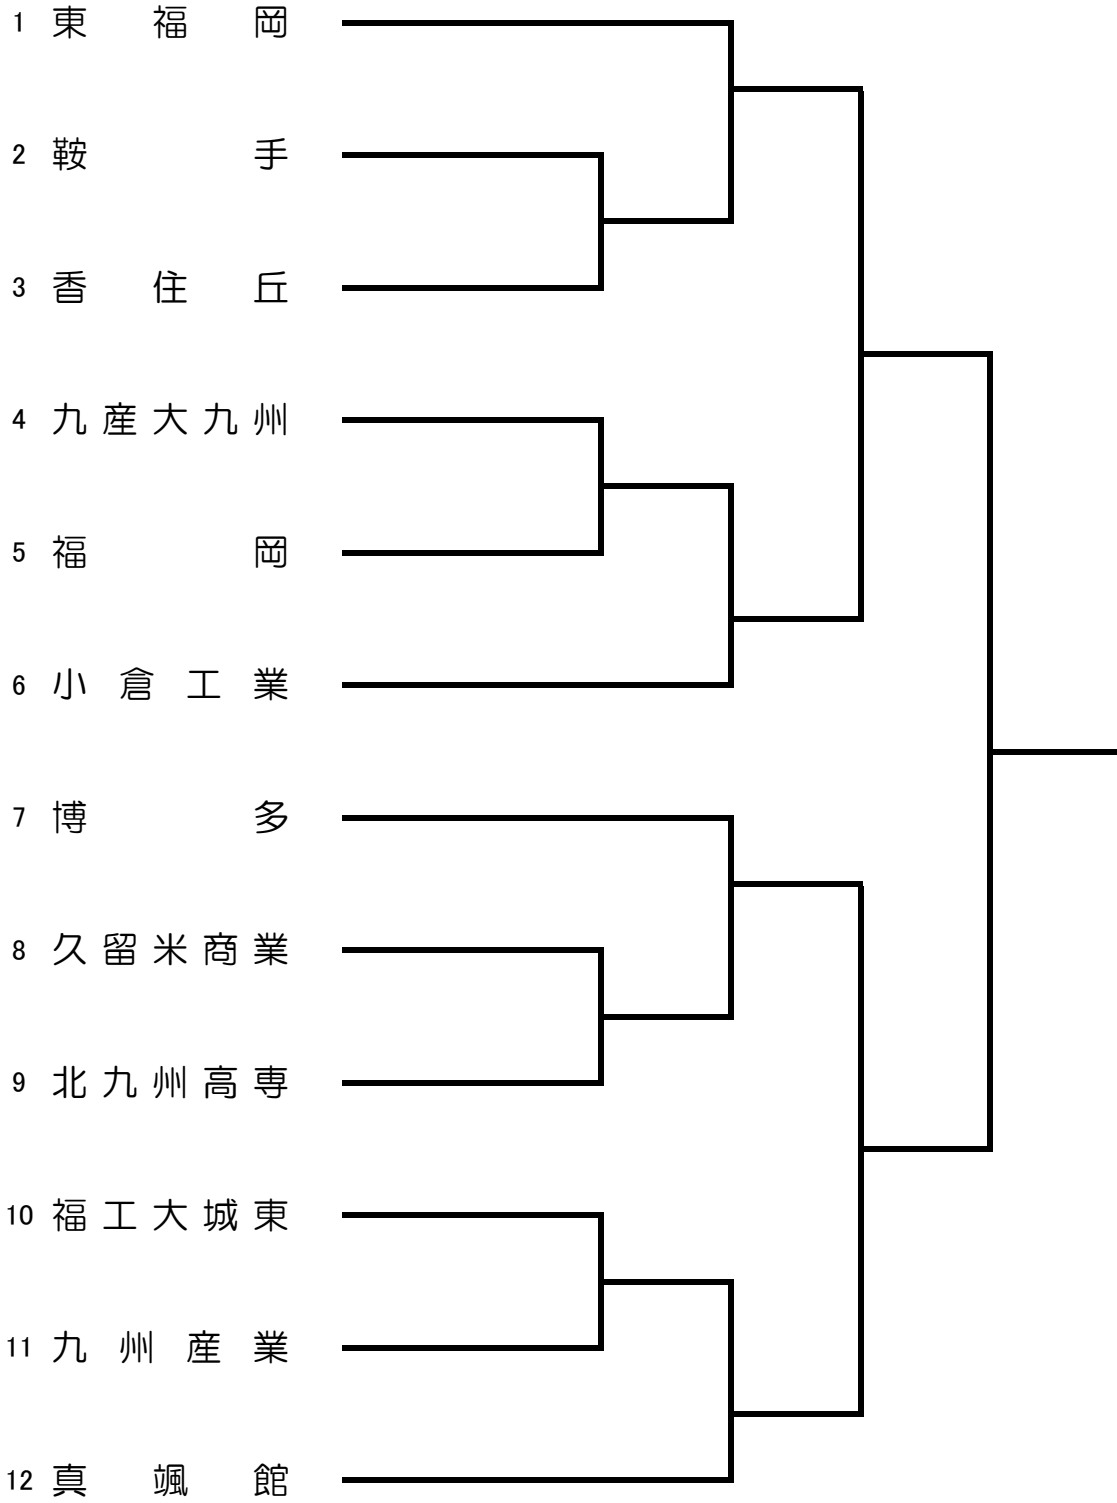 1 東福岡
2 鞍手
3 香住丘
4 九産大九州
5 福岡
6 小倉工業
7 博多
8 久留米商業
9 北九州高専
10 福工大城東
11 九州産業
12 真颯館